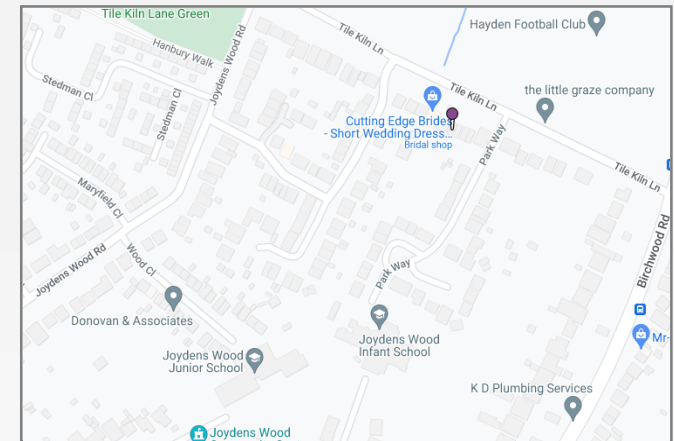 Tile Kiln Lane Green
Hayden Football Club
Tile Kiln Ln
Hanbury Walk
Joydens Wood Rd
Stedman Cl
Stedman Cl
Tile Kiln Ln
the little graze company
Cutting Edge Brides
- Short Wedding Dress...
Bridal shop
Park Way
Tile Kiln Ln
Maryfield Cl
Birchwood Rd
Joydens Wood Rd
Wood Cl
Park Way
Donovan & Associates
Joydens Wood
Infant School
Mr-
Joydens Wood
Junior School
K D Plumbing Services
Joydens Wood